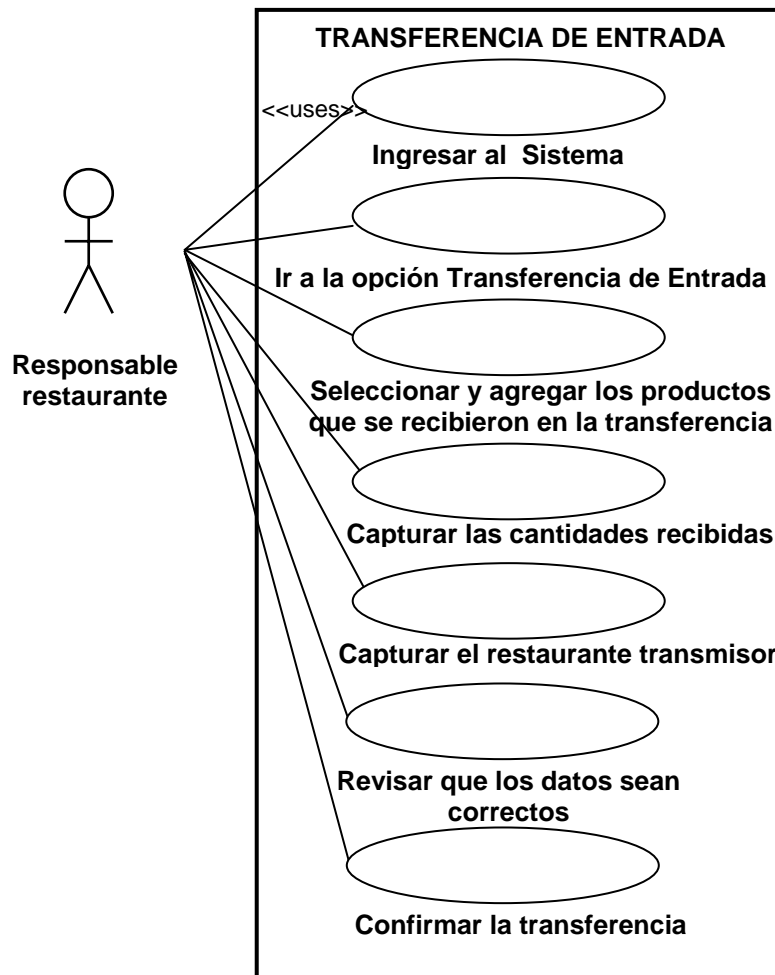 TRANSFERENCIA DE ENTRADA
<<uses>>
Ingresar al Sistema
Ir a la opción Transferencia de Entrada
Responsable
restaurante
Seleccionar y agregar los productos
que se recibieron en la transferencia
Capturar las cantidades recibidas
Capturar el restaurante transmisor
Revisar que los datos sean
correctos
Confirmar la transferencia